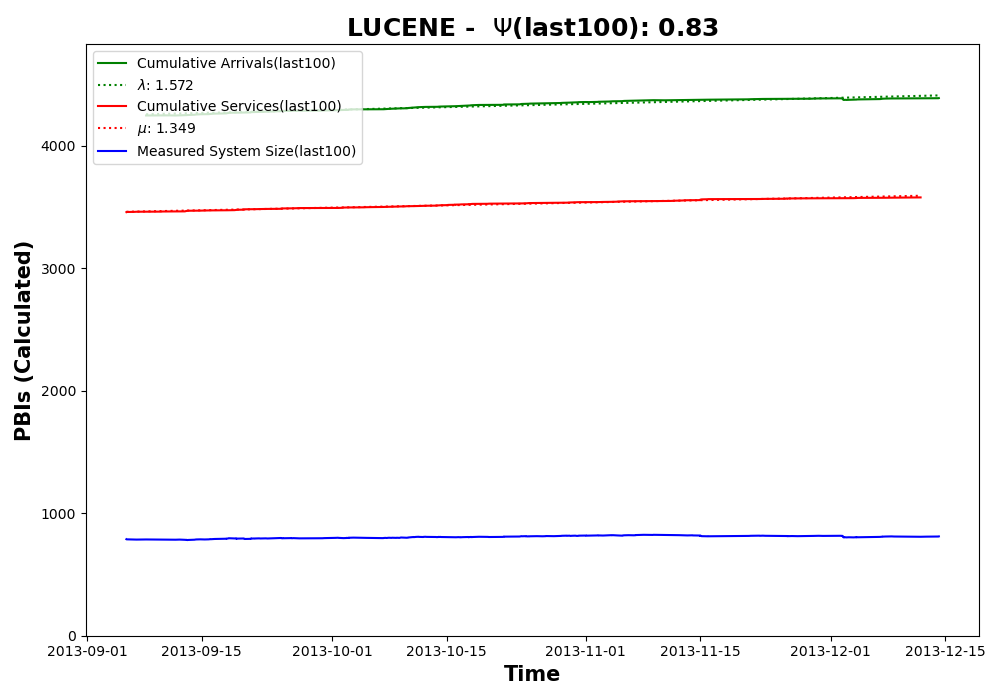 LUCENE -  Ψ(last100): 0.83
Cumulative Arrivals(last100)
λ: 1.572
Cumulative Services(last100)
μ: 1.349
Measured System Size(last100)
PBIs (Calculated)
4000
3000
2000
1000
0
2013-09-01 2013-09-15 2013-10-01 2013-10-15 2013-11-01 2013-11-15 2013-12-01 2013-12-15
Time